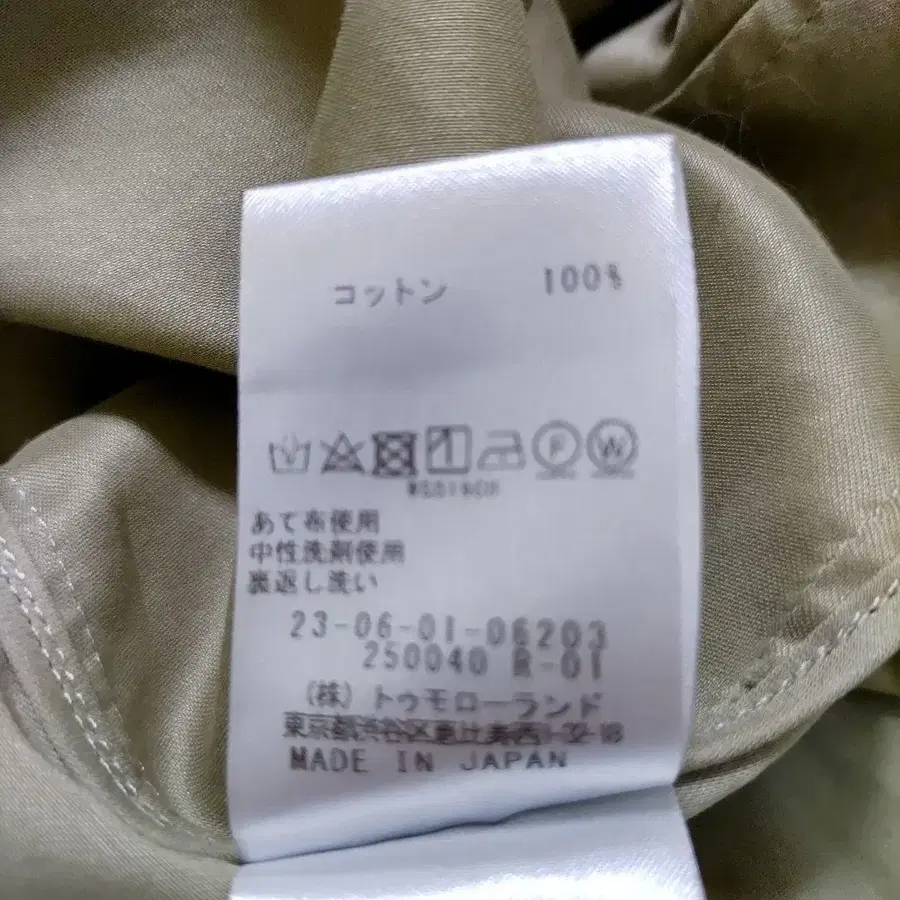 コットン 100%
F W
あて布使用
中性洗剤使用
裏返し洗い
23-06-01-06203
250040 R-01
(株) トゥモローランド
東京都渋谷区恵比寿西1-32-18
MADE IN JAPAN